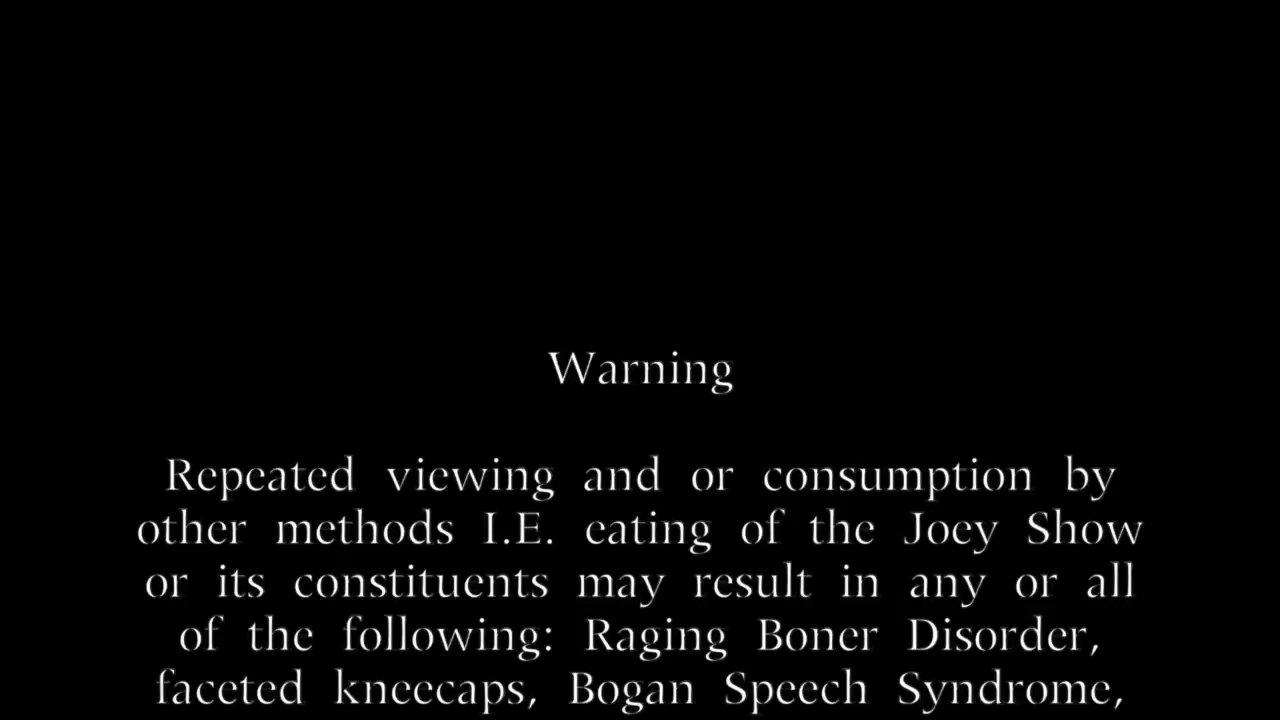 Warning
Repeated viewing and or consumption by
other methods I.E. eating of the Joey Show
or its constituents may result in any or all
of the following: Raging Boner Disorder,
faceted kneecaps, Bogan Speech Syndrome,